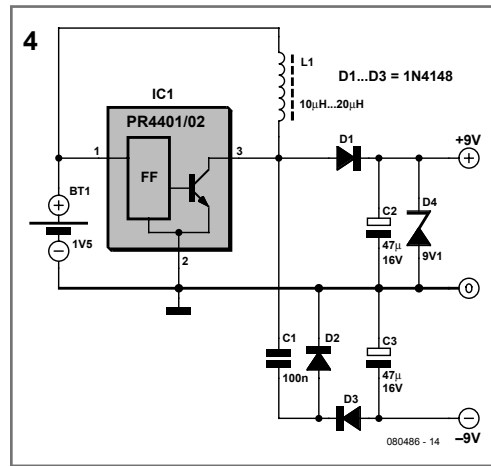 4
IC1
PR4401/02
FF
1
3
2
L1
10μH...20μH
D1...D3 = 1N4148
D1
+9V
+
BT1
+
1V5
−
C2
47μ
16V
D4
9V1
0
C1
100n
D2
C3
47μ
16V
D3
−
–9V
080486 - 14